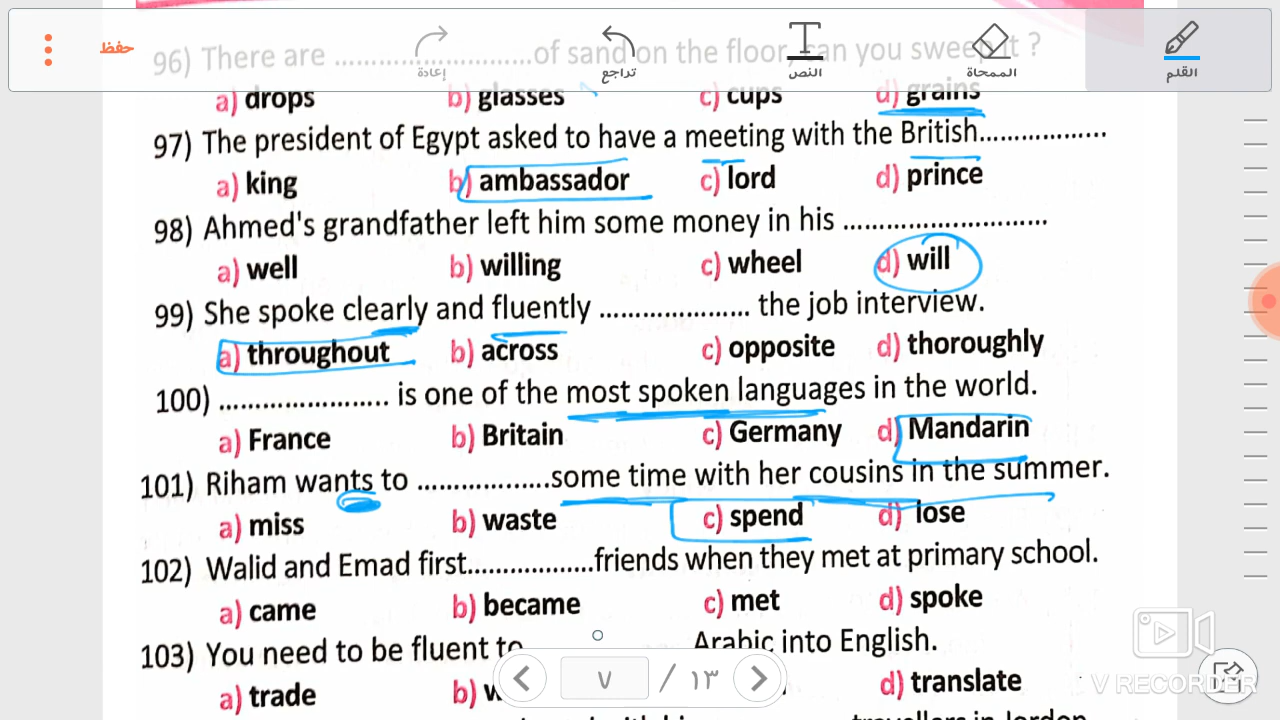 حفظ
إعادة
تراجع
النص
الممحاة
القلم
96) There are ........................... of sand on the floor, can you sweep it ?
a) drops b) glasses c) cups d) grains
97) The president of Egypt asked to have a meeting with the British..................
a) king b) ambassador c) lord d) prince
98) Ahmed's grandfather left him some money in his ............................
a) well b) willing c) wheel d) will
99) She spoke clearly and fluently ..................... the job interview.
a) throughout b) across c) opposite d) thoroughly
100) ....................... is one of the most spoken languages in the world.
a) France b) Britain c) Germany d) Mandarin
101) Riham wants to ..................some time with her cousins in the summer.
a) miss b) waste c) spend d) lose
102) Walid and Emad first.................friends when they met at primary school.
a) came b) became c) met d) spoke
103) You need to be fluent to Arabic into English.
a) trade b) d) translate
٧ / ١٣
V RECORDER
travellers in Jordan